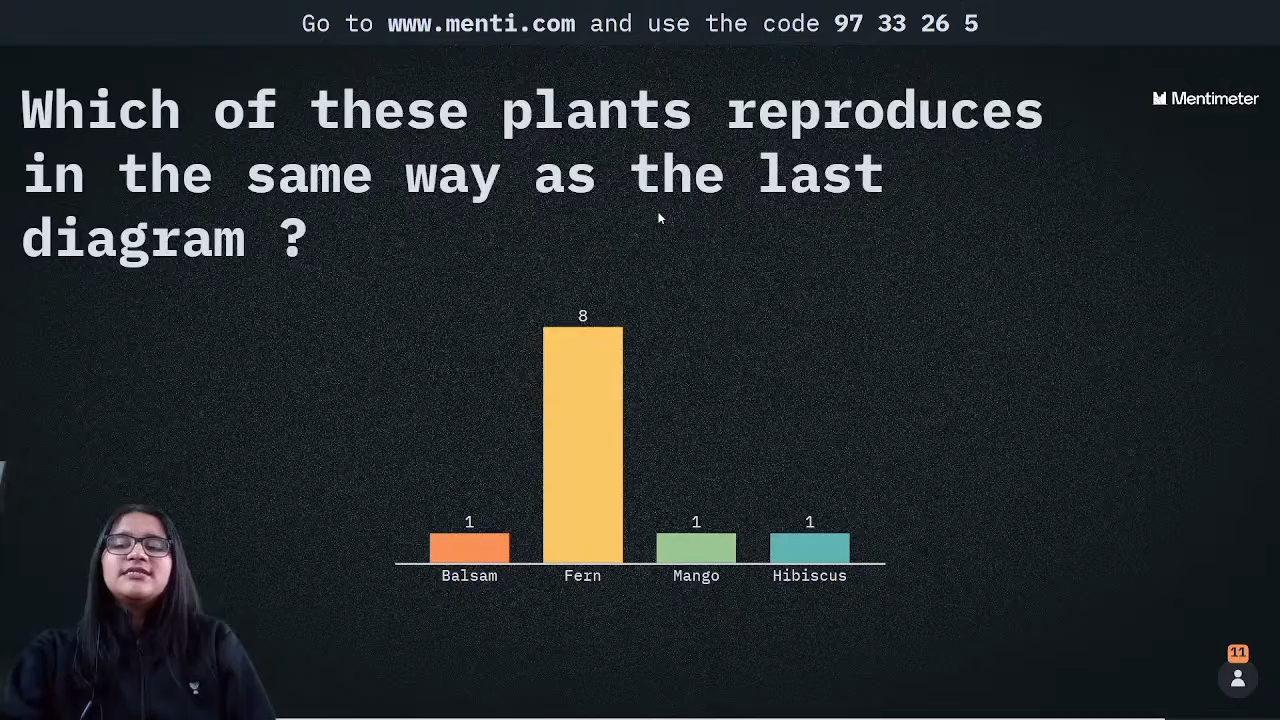 Go to www.menti.com and use the code 97 33 26 5
Which of these plants reproduces
in the same way as the last
diagram ?
Mentimeter
8
1
1
1
Balsam
Fern
Mango
Hibiscus
11